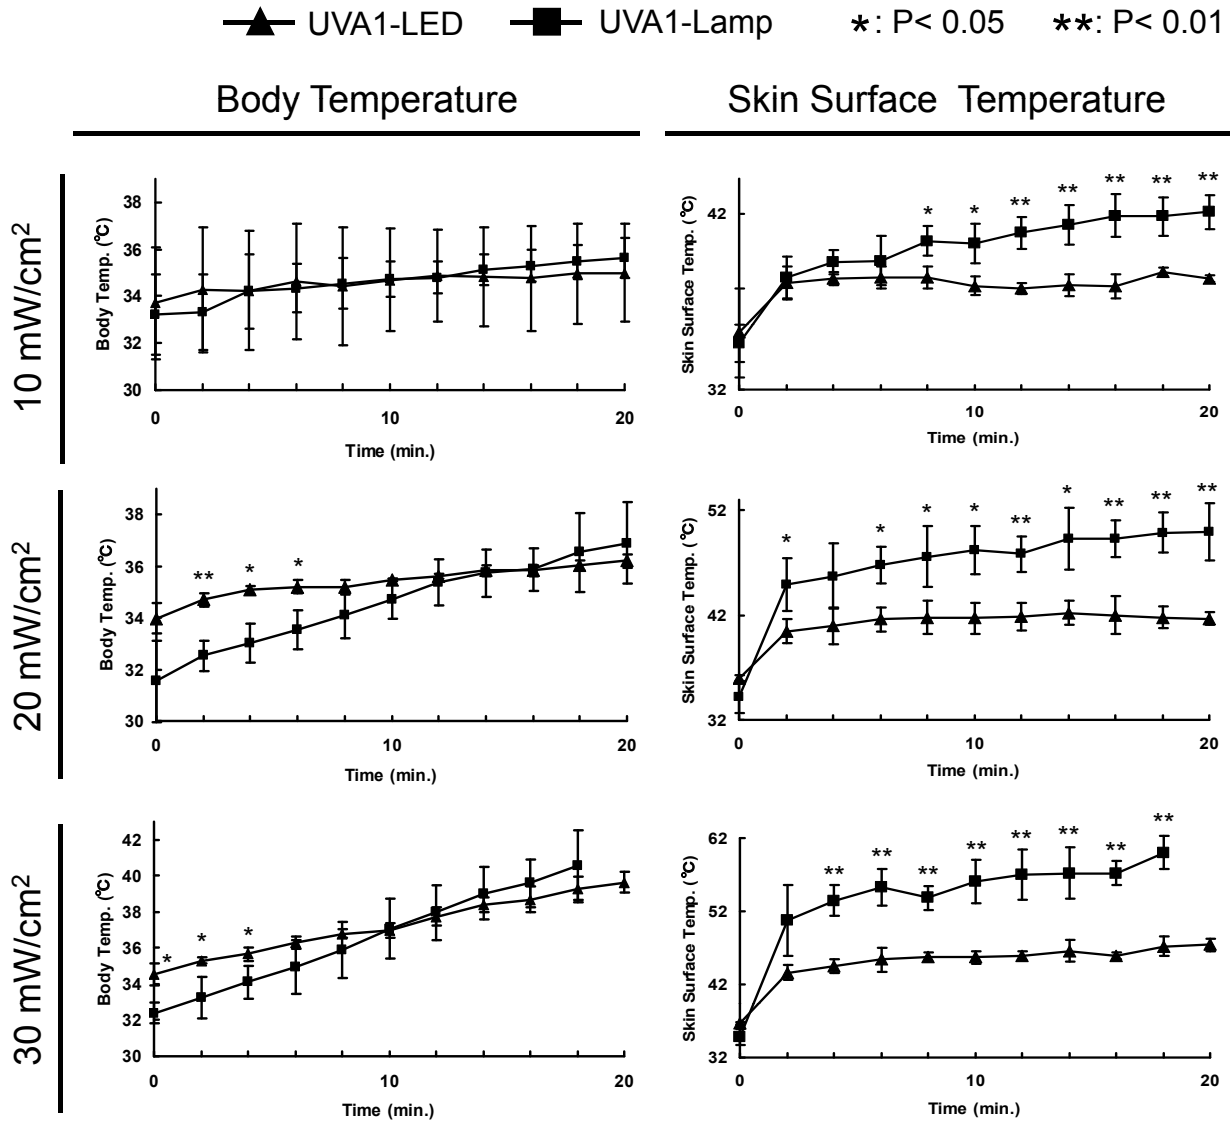 UVA1-LED UVA1-Lamp *: P< 0.05 **: P< 0.01
Body Temperature Skin Surface Temperature
10 mW/cm2
Body Temp. (℃)
38
36
34
32
30
0 10 20
Time (min.)
Skin Surface Temp. (℃)
* * ** ** ** ** **
42
32
0 10 20
Time (min.)
20 mW/cm2
Body Temp. (℃)
38
36
34
32
30
** * *
0 10 20
Time (min.)
Skin Surface Temp. (℃)
* * * * ** * ** ** **
52
42
32
0 10 20
Time (min.)
30 mW/cm2
Body Temp. (℃)
42
40
38
36
34
32
30
* * *
0 10 20
Time (min.)
Skin Surface Temp. (℃)
** ** ** ** ** ** ** **
62
52
42
32
0 10 20
Time (min.)